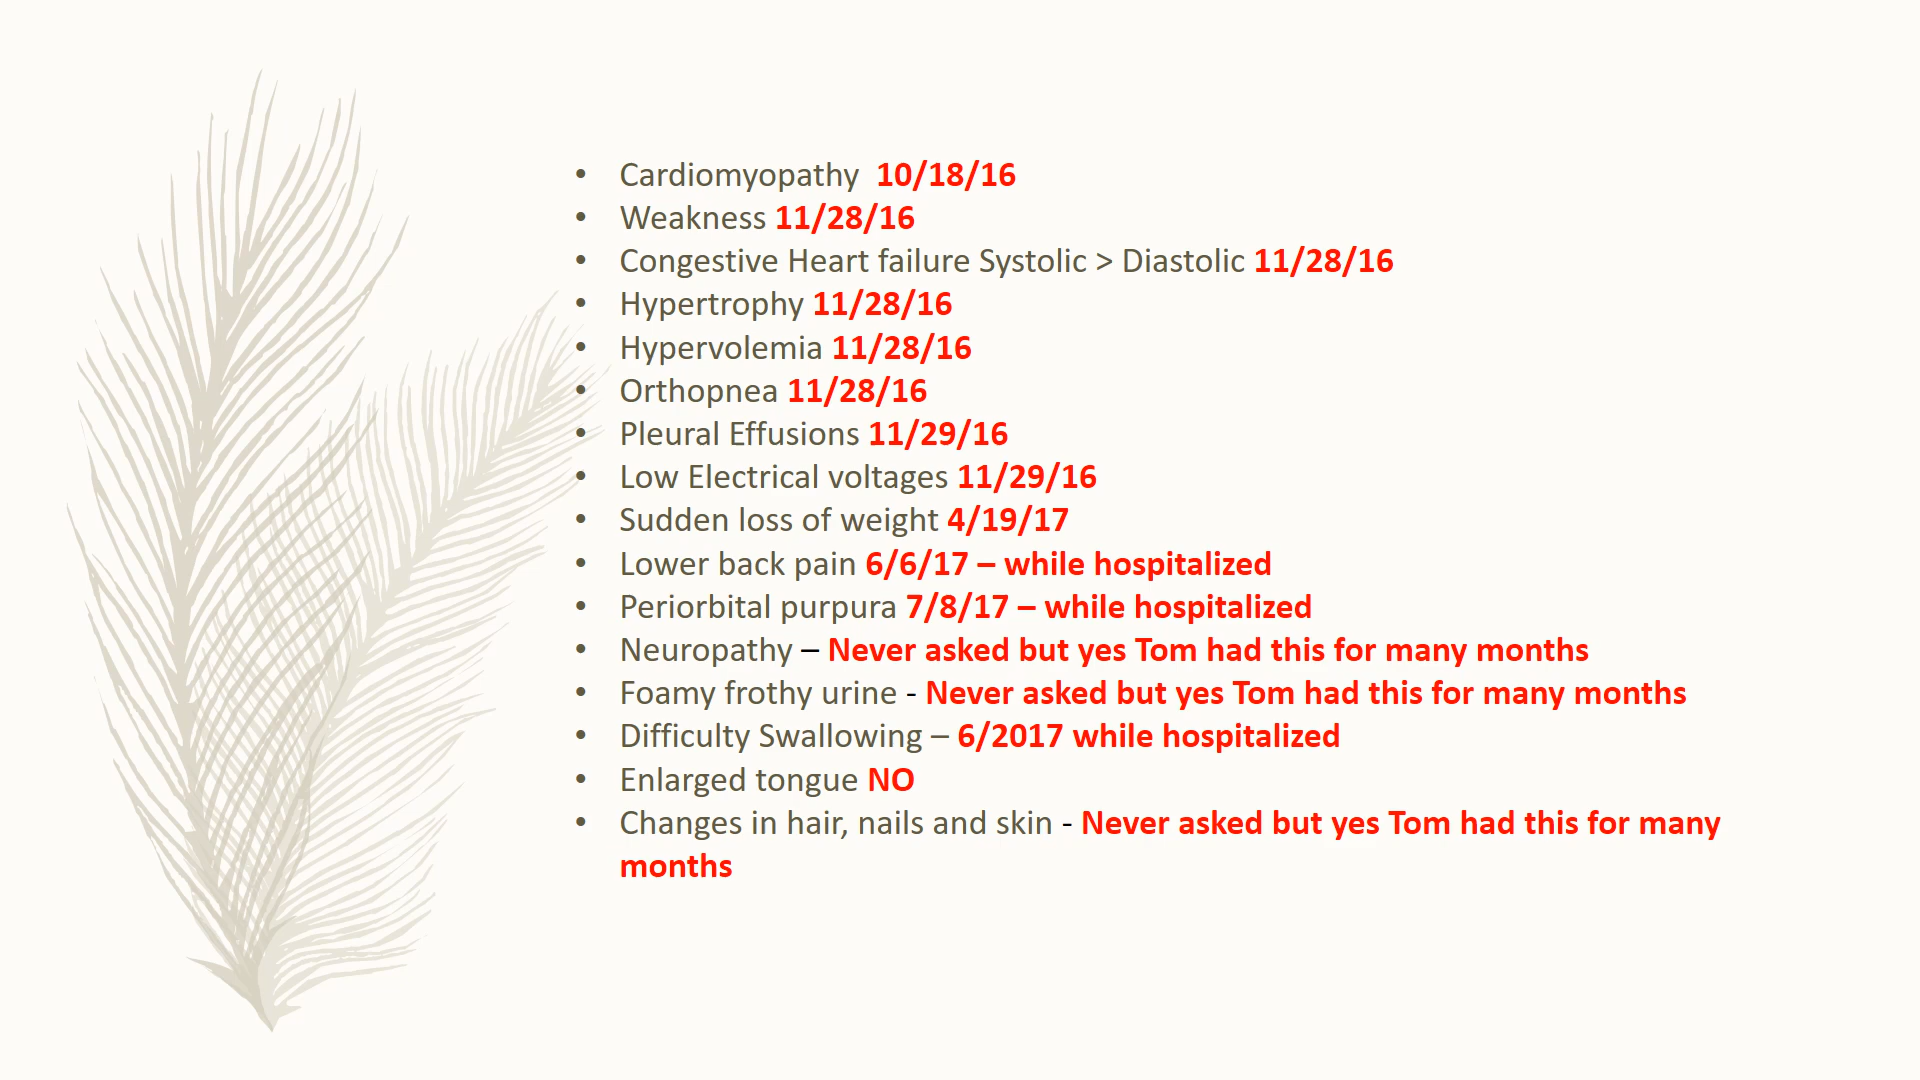 • Cardiomyopathy  10/18/16
• Weakness 11/28/16
• Congestive Heart failure Systolic > Diastolic 11/28/16
• Hypertrophy 11/28/16
• Hypervolemia 11/28/16
• Orthopnea 11/28/16
• Pleural Effusions 11/29/16
• Low Electrical voltages 11/29/16
• Sudden loss of weight 4/19/17
• Lower back pain 6/6/17 – while hospitalized
• Periorbital purpura 7/8/17 – while hospitalized
• Neuropathy – Never asked but yes Tom had this for many months
• Foamy frothy urine - Never asked but yes Tom had this for many months
• Difficulty Swallowing – 6/2017 while hospitalized
• Enlarged tongue NO
• Changes in hair, nails and skin - Never asked but yes Tom had this for many
months